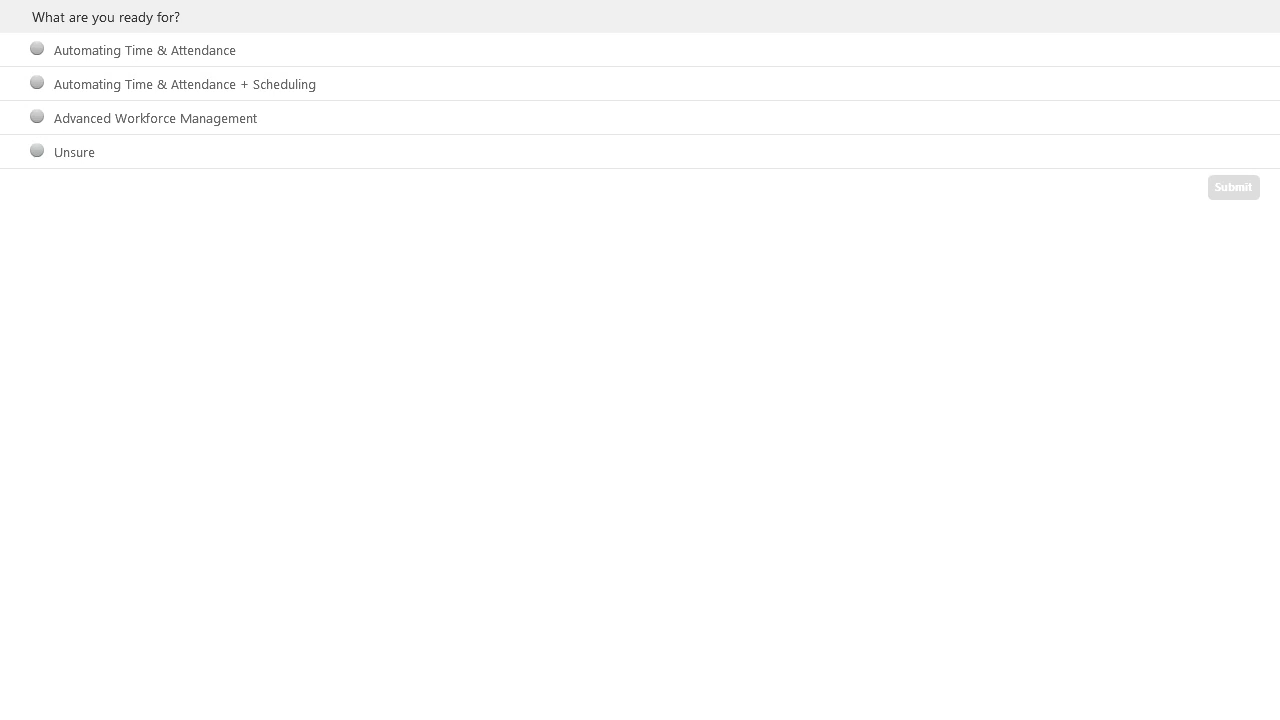 What are you ready for?
Automating Time & Attendance
Automating Time & Attendance + Scheduling
Advanced Workforce Management
Unsure
Submit